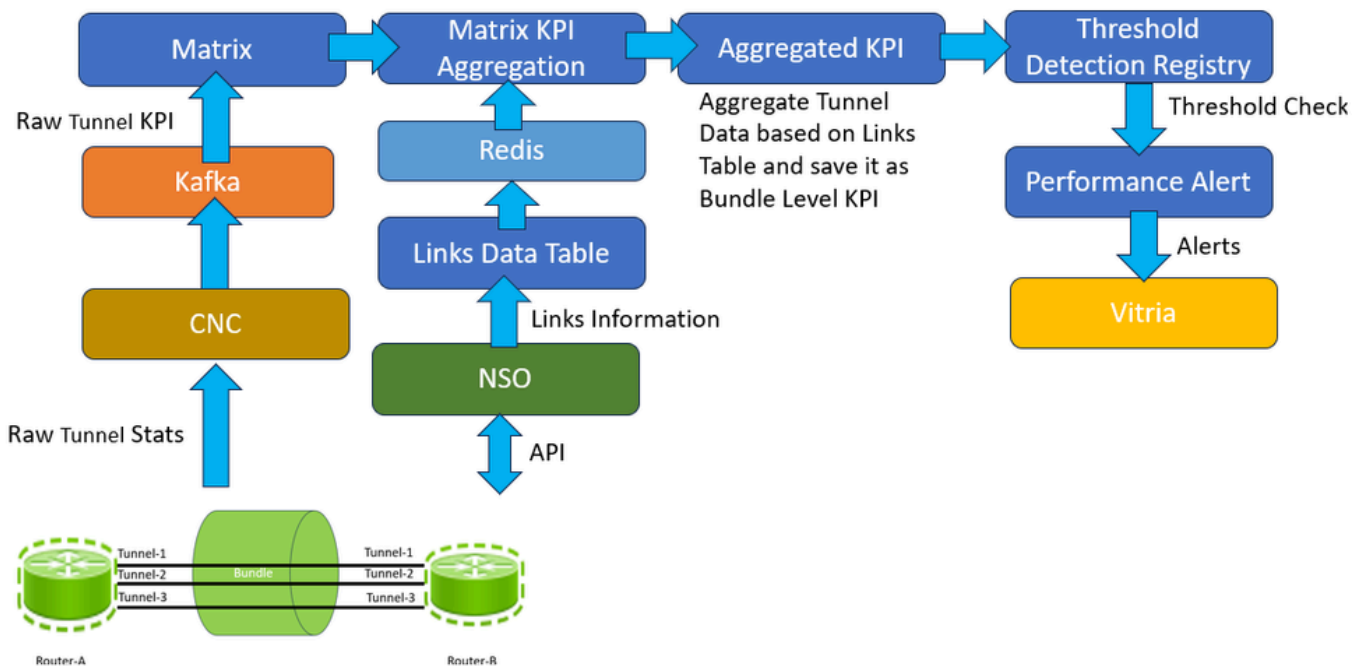 Matrix
Matrix KPI
Aggregation
Aggregated KPI
Threshold
Detection Registry
Raw Tunnel KPI
Aggregate Tunnel
Data based on Links
Table and save it as
Bundle Level KPI
Threshold Check
Redis
Kafka
Performance Alert
Links Data Table
Alerts
CNC
Links Information
Vitria
NSO
Raw Tunnel Stats
API
Tunnel-1
Tunnel-1
Bundle
Tunnel-2
Tunnel-2
Tunnel-3
Tunnel-3
Router-A
Router-B